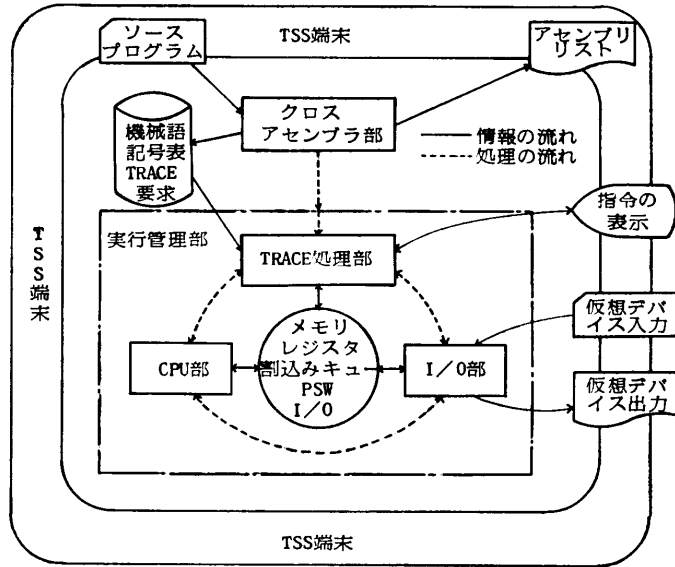 ソース
プログラム
TSS端末
アセンブリ
リスト
機械語
記号表
TRACE
要求
クロス
アセンブラ部
情報の流れ
処理の流れ
指令の
表示
実行管理部
TRACE処理部
TSS端末
メモリ
レジスタ
割込みキュー
PSW
I/O
CPU部
I/O部
仮想デバ
イス入力
仮想デバ
イス出力
TSS端末